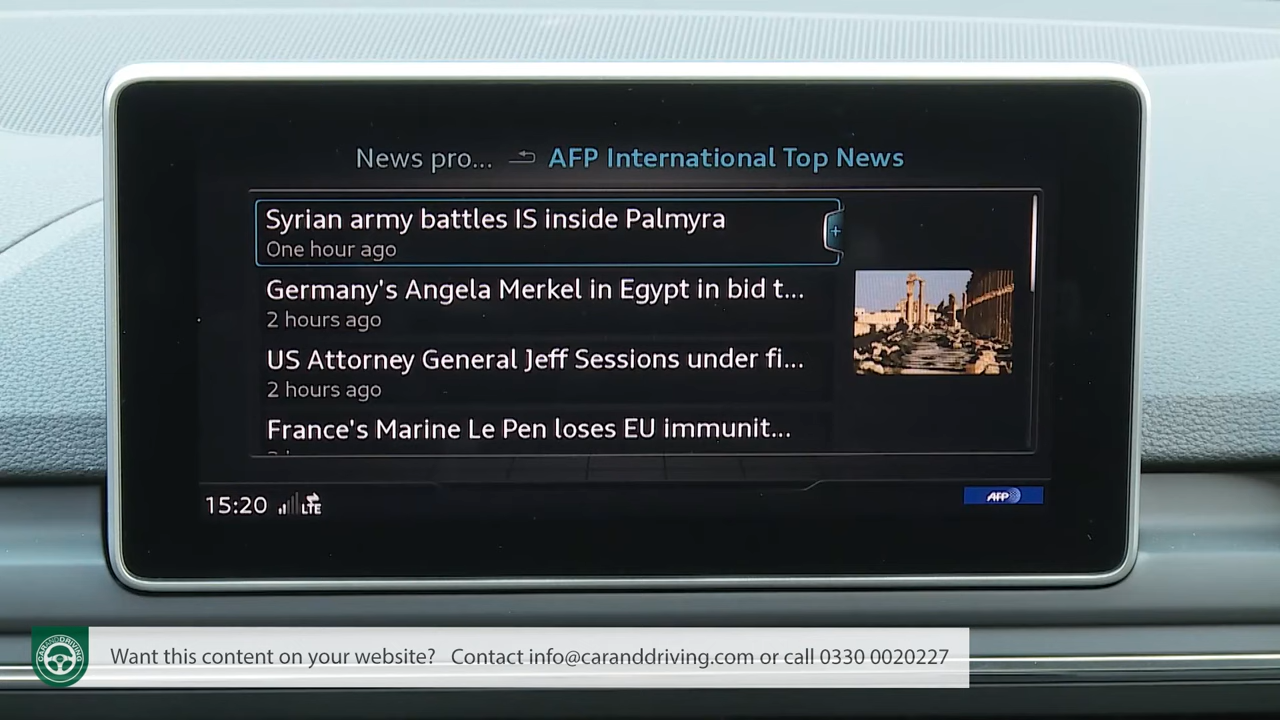 News pro... AFP International Top News
Syrian army battles IS inside Palmyra
One hour ago
Germany's Angela Merkel in Egypt in bid t...
2 hours ago
US Attorney General Jeff Sessions under fi...
2 hours ago
France's Marine Le Pen loses EU immunit...
15:20 LTE
AFP
CARANDDRIVING
Want this content on your website? Contact info@caranddriving.com or call 0330 0020227